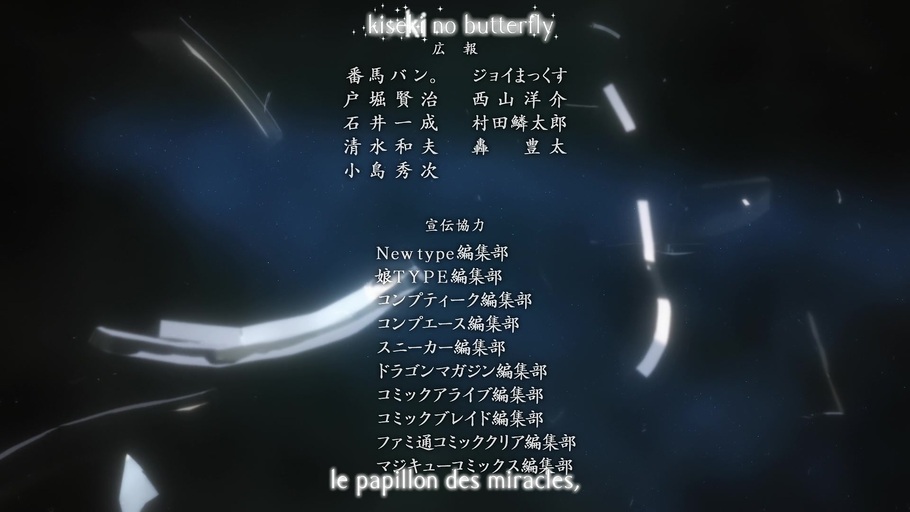 kiseki no butterfly
広 報
番馬バン。 ジョイまっくす
戸堀賢治 西山洋介
石井一成 村田鱗太郎
清水和夫 轟 豊太
小島秀次
宣伝協力
Newtype編集部
娘TYPE編集部
コンプティーク編集部
コンプエース編集部
スニーカー編集部
ドラゴンマガジン編集部
コミックアライブ編集部
コミックブレイド編集部
ファミ通コミッククリア編集部
マジキューコミックス編集部
le papillon des miracles,